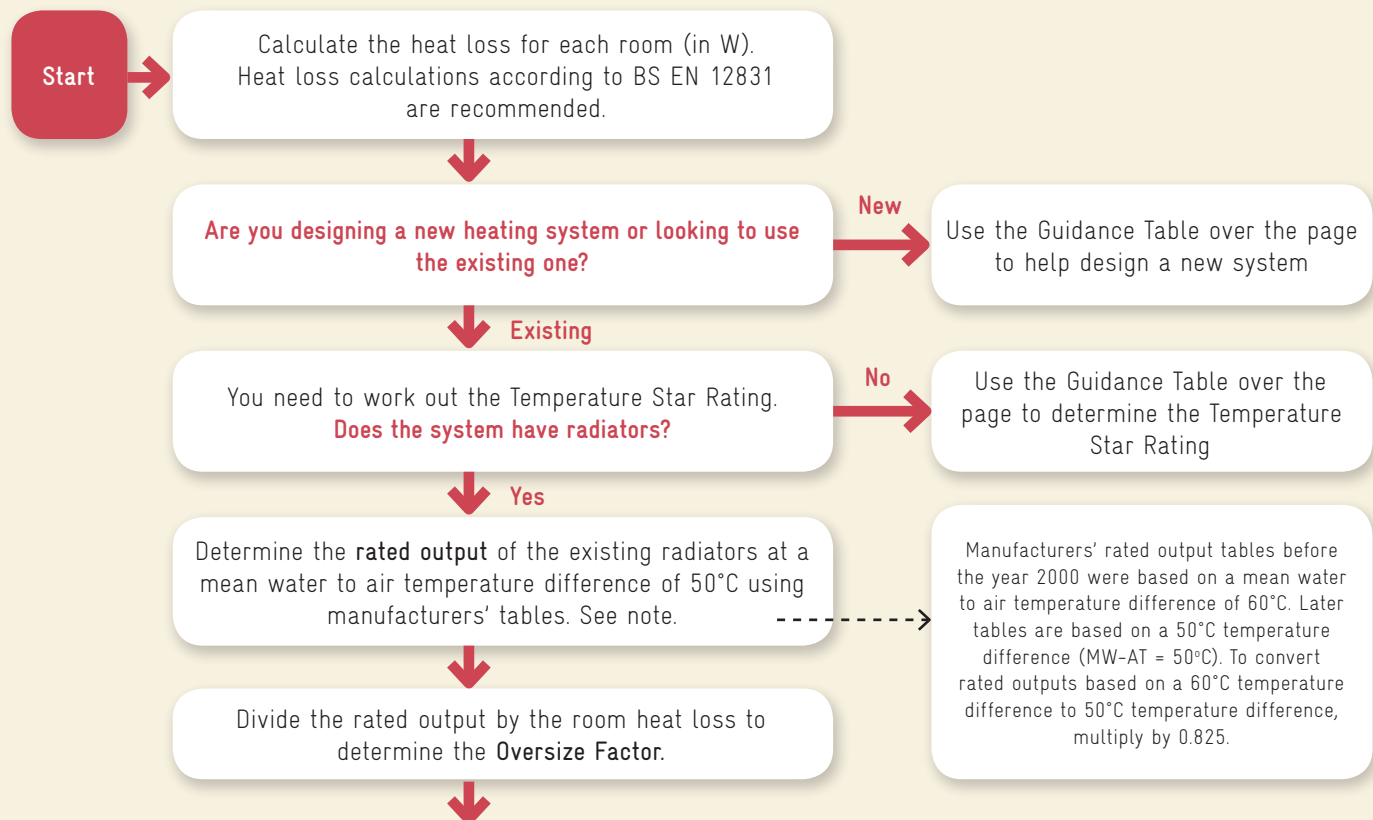 Start
Calculate the heat loss for each room (in W).
Heat loss calculations according to BS EN 12831
are recommended.
Are you designing a new heating system or looking to use
the existing one?
New
Use the Guidance Table over the page
to help design a new system
Existing
You need to work out the Temperature Star Rating.
Does the system have radiators?
No
Use the Guidance Table over the
page to determine the Temperature
Star Rating
Yes
Determine the rated output of the existing radiators at a
mean water to air temperature difference of 50°C using
manufacturers' tables. See note.
Manufacturers' rated output tables before
the year 2000 were based on a mean water
to air temperature difference of 60°C. Later
tables are based on a 50°C temperature
difference (MW-AT = 50°C). To convert
rated outputs based on a 60°C temperature
difference to 50°C temperature difference,
multiply by 0.825.
Divide the rated output by the room heat loss to
determine the Oversize Factor.